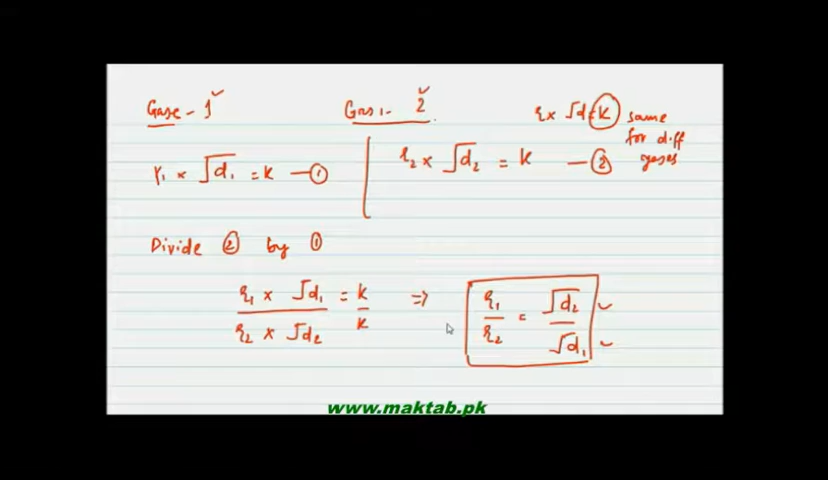 Gase - 1 Gas1- 2 r x √d = k same
for diff
gases
r₁ x √d₁ = k — ①
r₂ x √d₂ = k — ②
Divide ② by ①
r₁ x √d₁ / r₂ x √d₂ = k / k ⇒ r₁ / r₂ = √d₂ / √d₁
www.maktab.pk